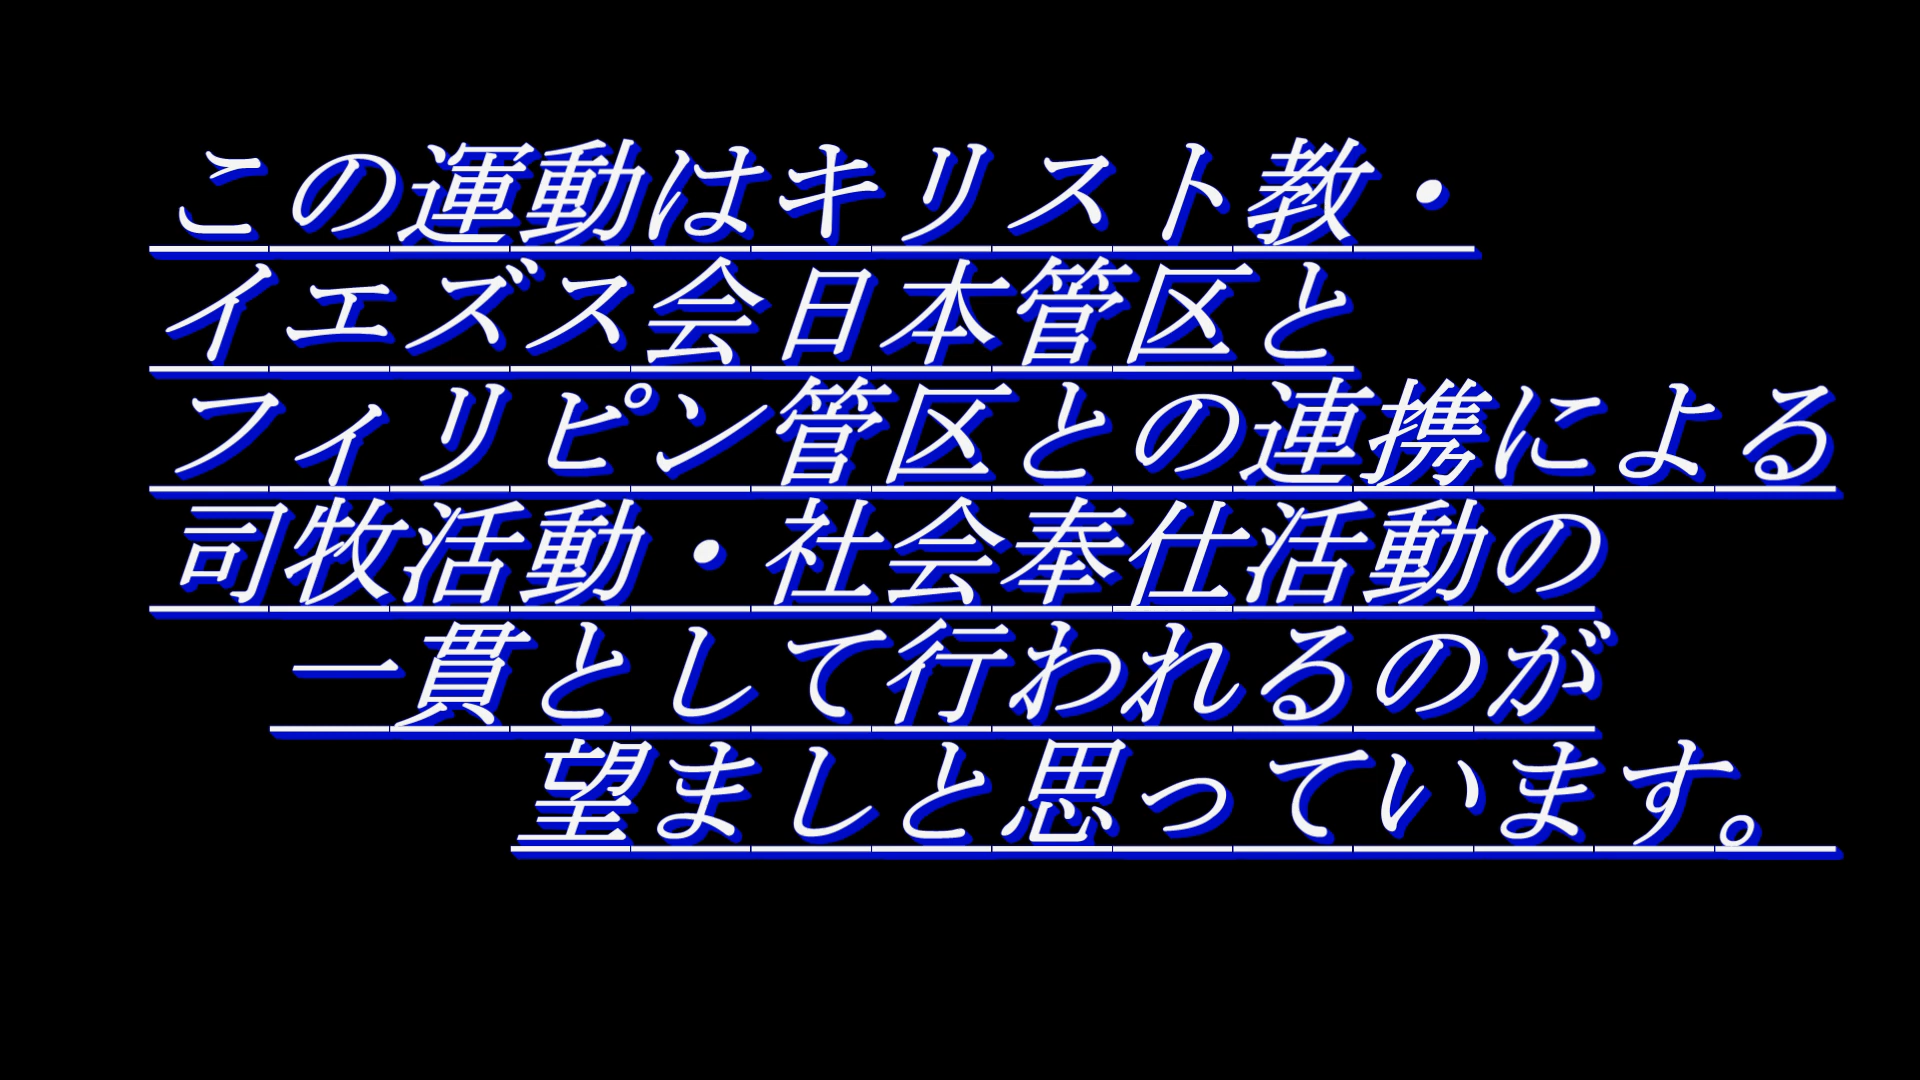 この運動はキリスト教・
イエズス会日本管区と
フィリピン管区との連携による
司牧活動・社会奉仕活動の
一貫として行われるのが
望ましと思っています。